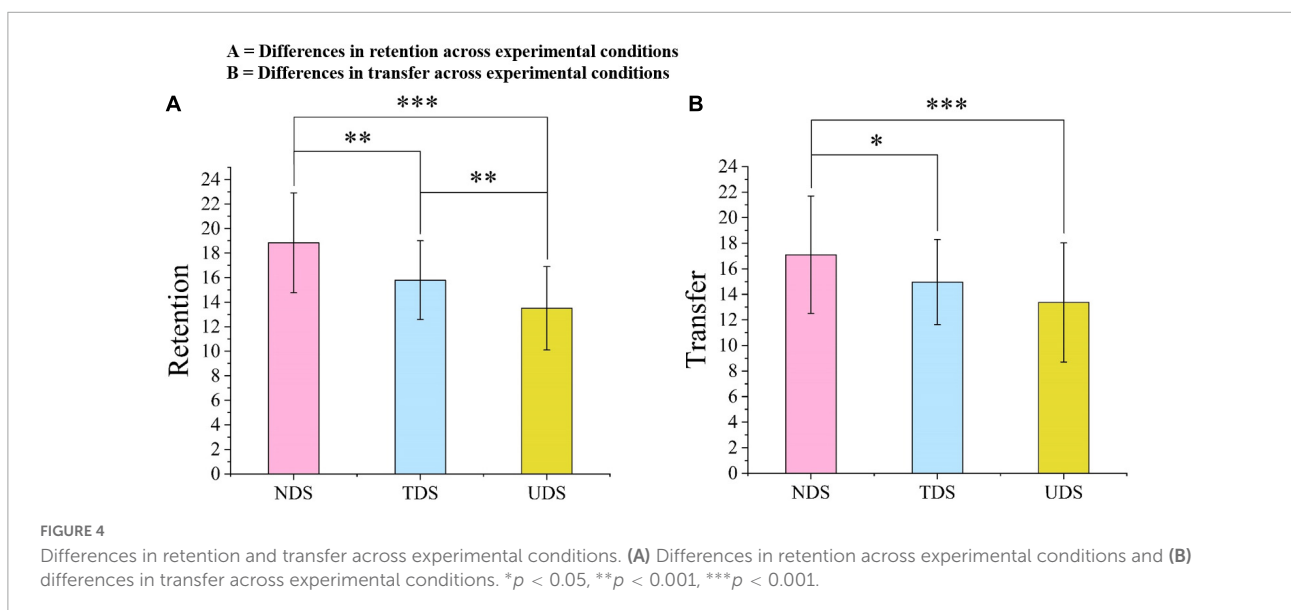 A = Differences in retention across experimental conditions
B = Differences in transfer across experimental conditions
A
***
**
**
24
22
20
18
16
14
12
10
8
6
4
2
0
Retention
NDS TDS UDS
B
***
*
24
22
20
18
16
14
12
10
8
6
4
2
0
Transfer
NDS TDS UDS
FIGURE 4
Differences in retention and transfer across experimental conditions. (A) Differences in retention across experimental conditions and (B)
differences in transfer across experimental conditions. *p < 0.05, **p < 0.001, ***p < 0.001.